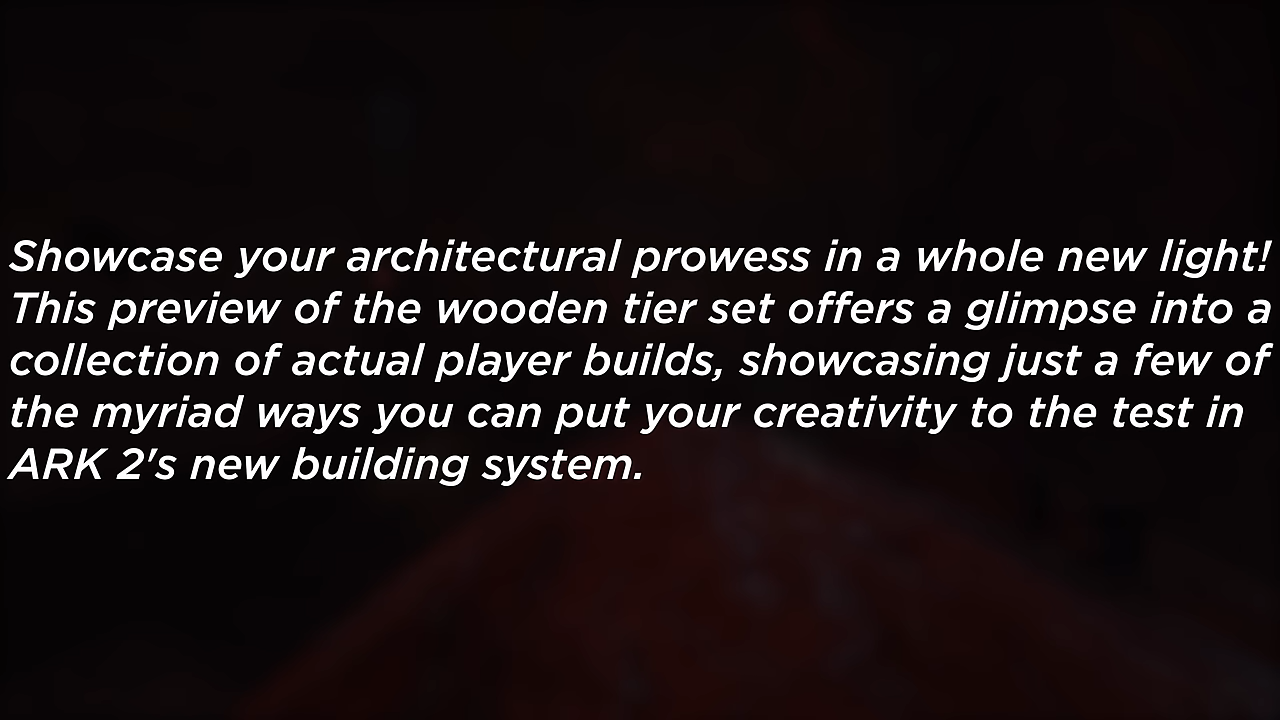 Showcase your architectural prowess in a whole new light!
This preview of the wooden tier set offers a glimpse into a
collection of actual player builds, showcasing just a few of
the myriad ways you can put your creativity to the test in
ARK 2's new building system.